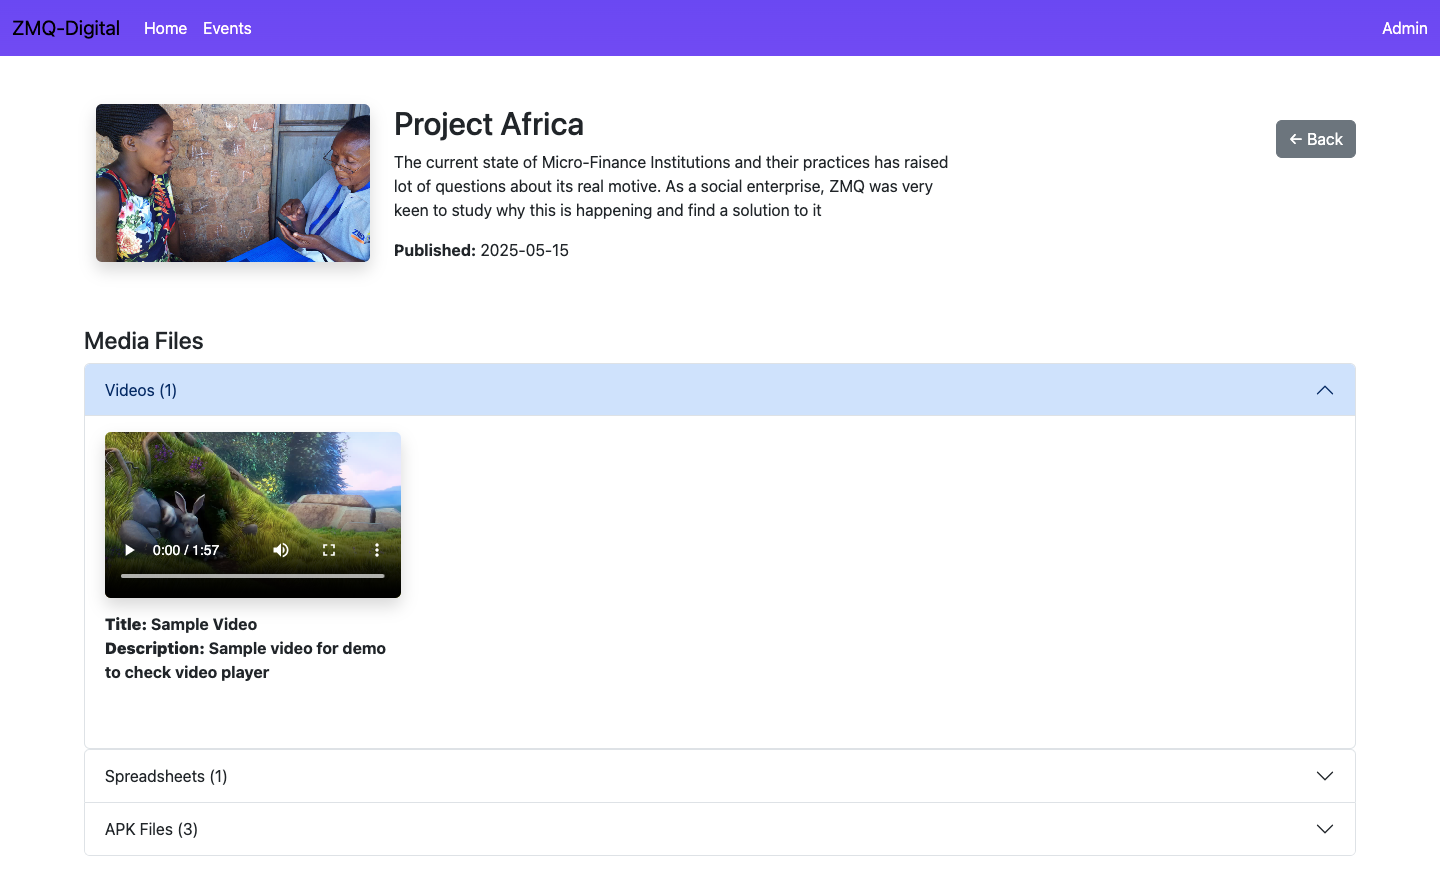 ZMQ-Digital Home Events Admin
Project Africa
← Back
The current state of Micro-Finance Institutions and their practices has raised
lot of questions about its real motive. As a social enterprise, ZMQ was very
keen to study why this is happening and find a solution to it
Published: 2025-05-15
ZMQ
Media Files
Videos (1)
0:00 / 1:57
Title: Sample Video
Description: Sample video for demo
to check video player
Spreadsheets (1)
APK Files (3)